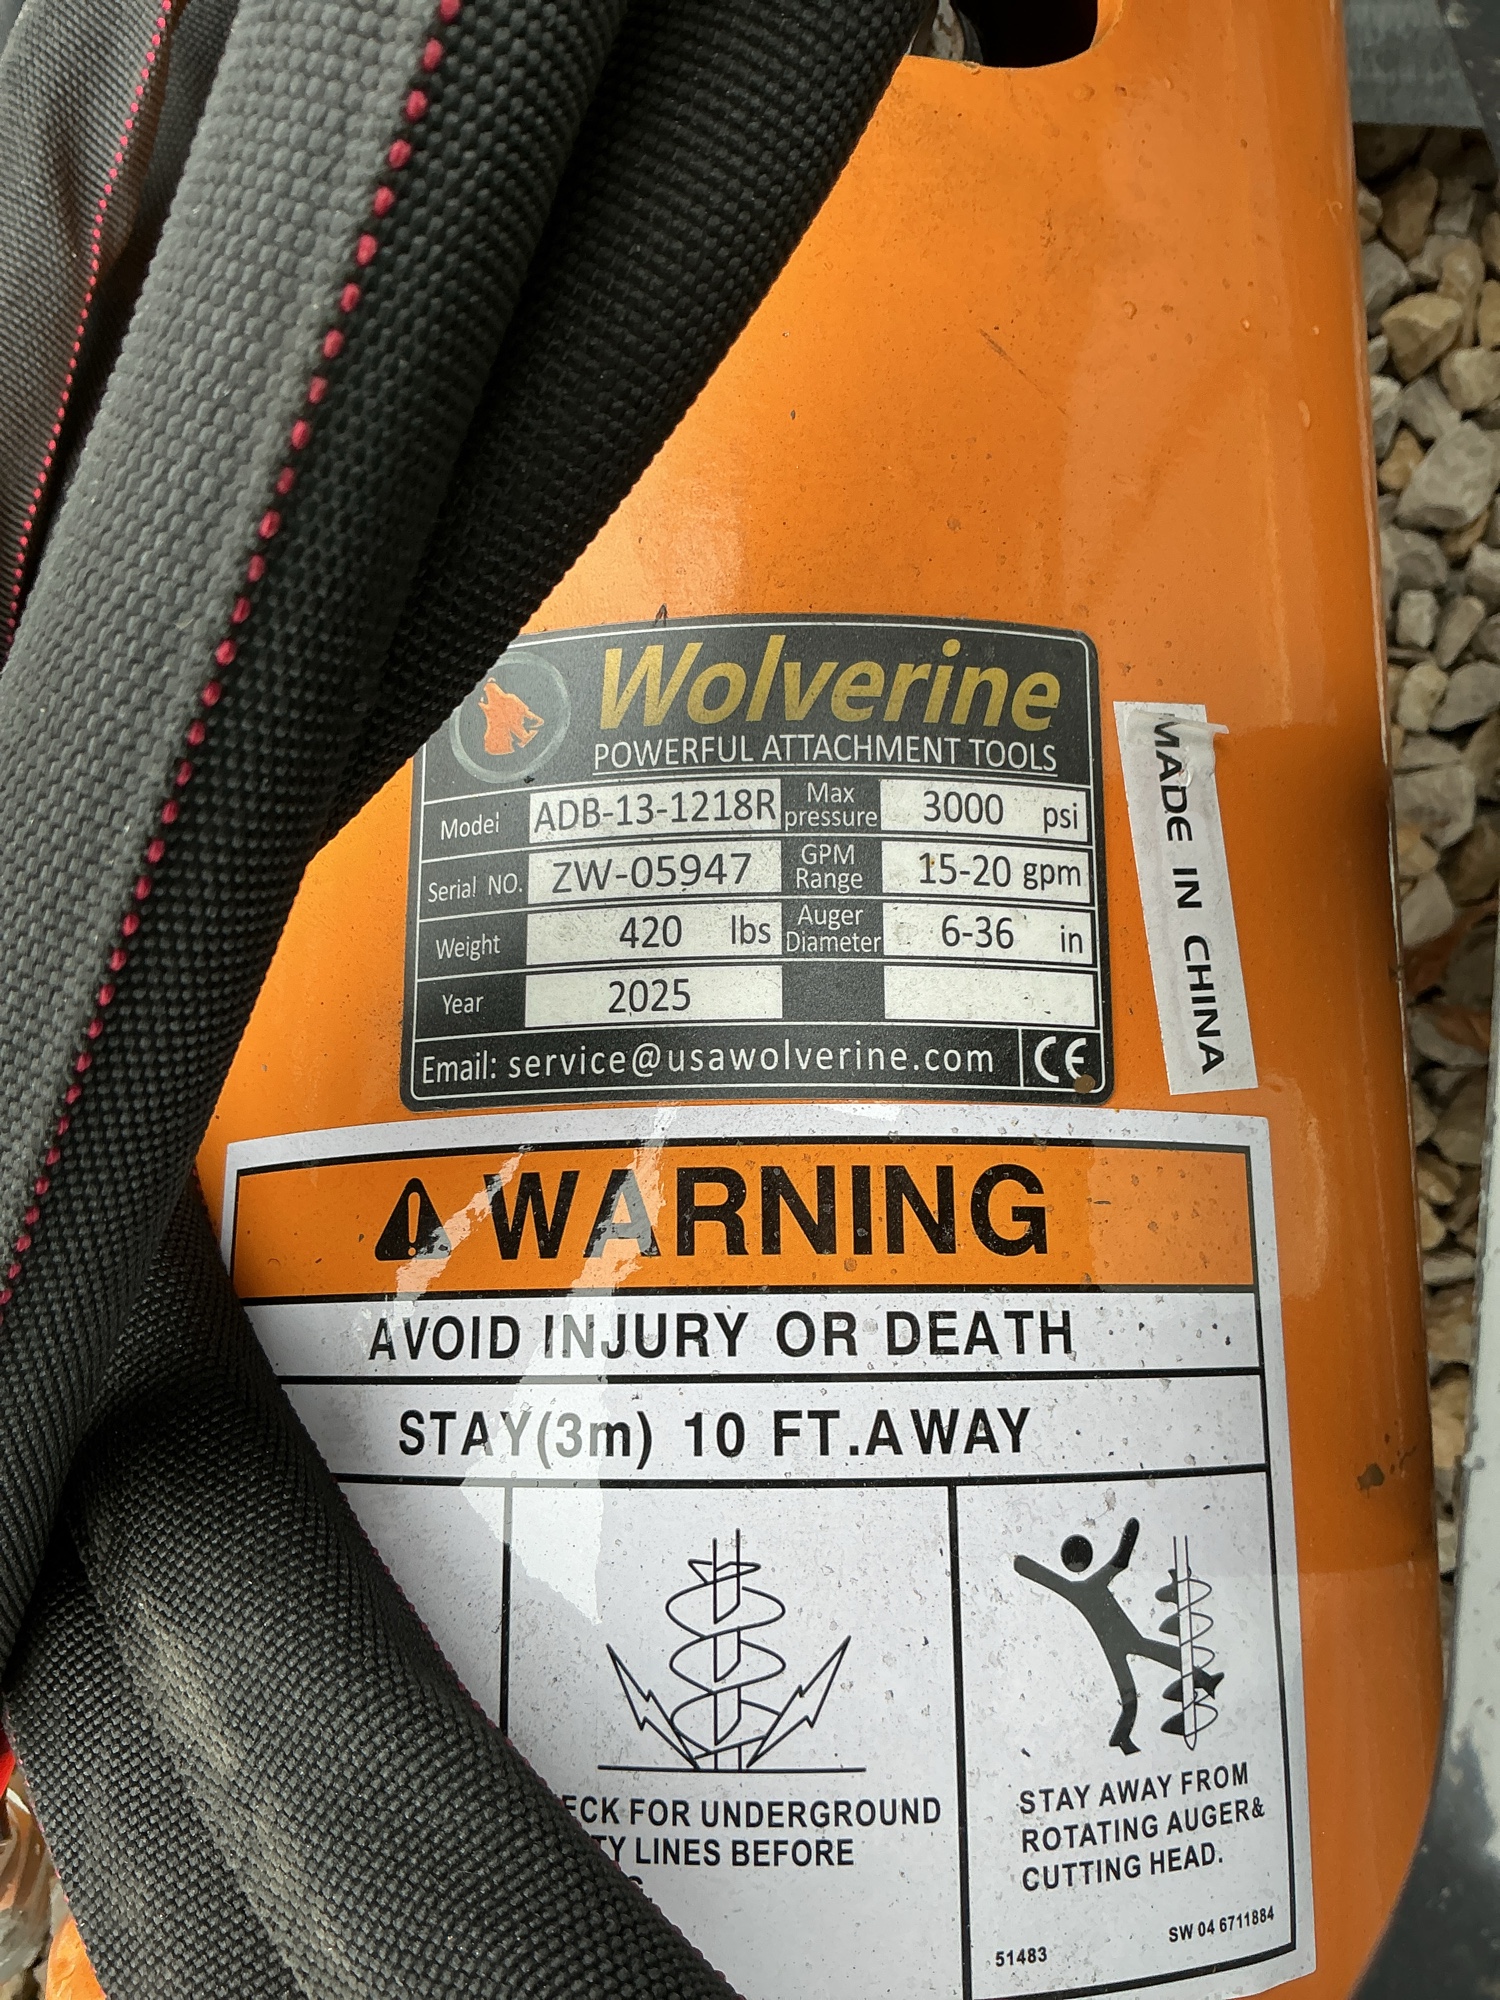 Wolverine
POWERFUL ATTACHMENT TOOLS
Model ADB-13-1218R Max pressure 3000 psi
Serial NO. ZW-05947 GPM Range 15-20 gpm
Weight 420 lbs Auger Diameter 6-36 in
Year 2025
Email: service@usawolverine.com CE
MADE IN CHINA
WARNING
AVOID INJURY OR DEATH
STAY(3m) 10 FT.AWAY
FOR UNDERGROUND
LINES BEFORE
STAY AWAY FROM
ROTATING AUGER&
CUTTING HEAD.
SW 04 6711884
51483